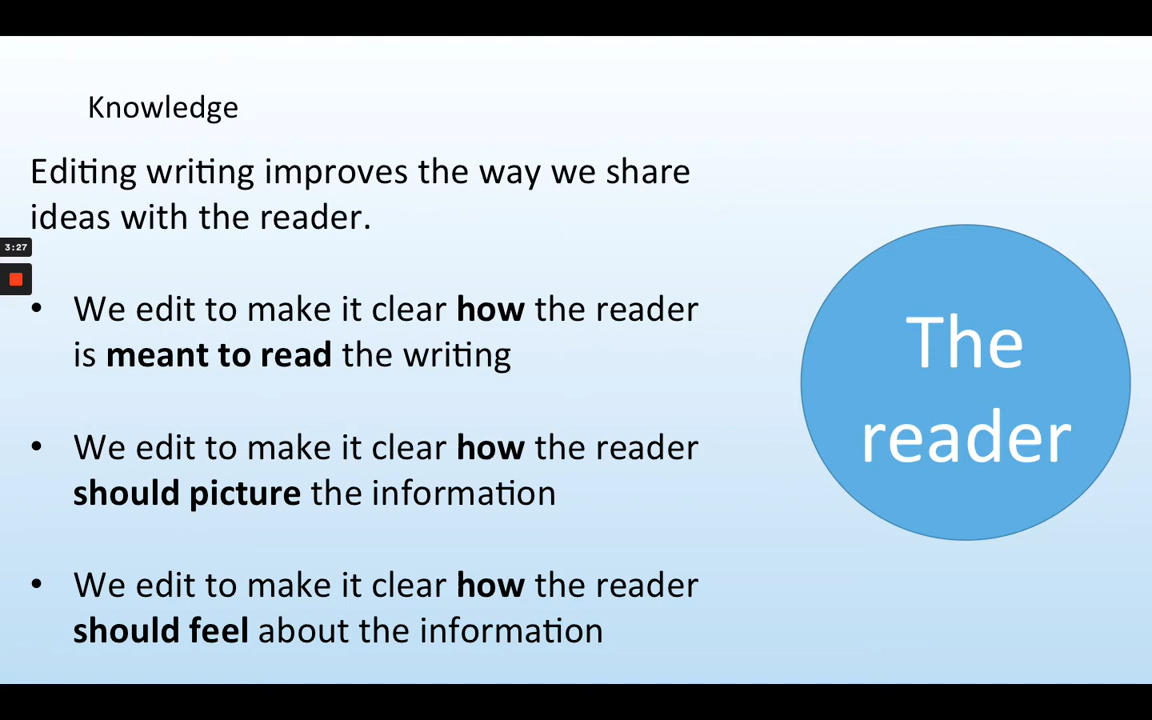 Knowledge
Editing writing improves the way we share
ideas with the reader.
3:27
• We edit to make it clear how the reader
is meant to read the writing
• We edit to make it clear how the reader
should picture the information
• We edit to make it clear how the reader
should feel about the information
The
reader